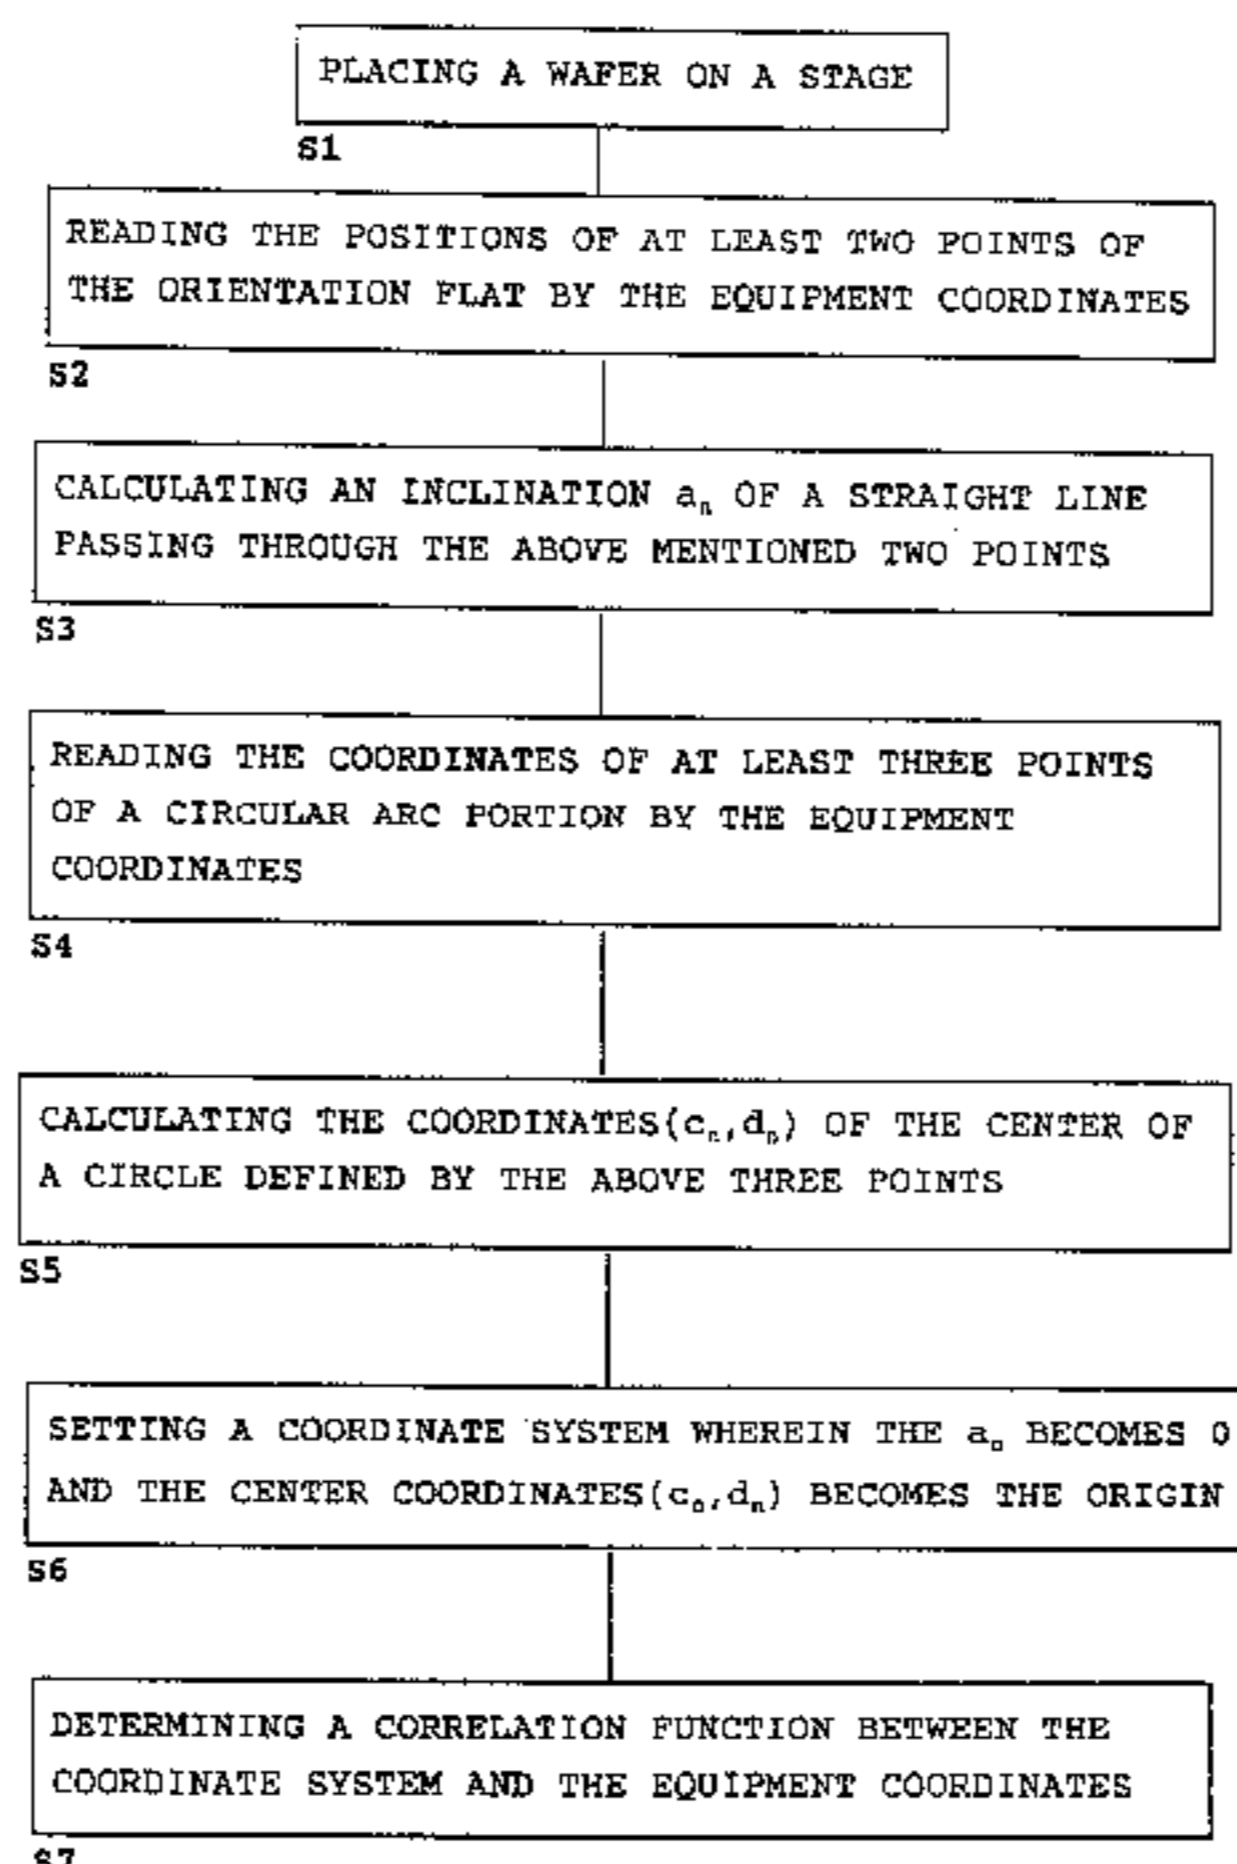 PLACING A WAFER ON A STAGE
S1
READING THE POSITIONS OF AT LEAST TWO POINTS OF
THE ORIENTATION FLAT BY THE EQUIPMENT COORDINATES
S2
CALCULATING AN INCLINATION aₙ OF A STRAIGHT LINE
PASSING THROUGH THE ABOVE MENTIONED TWO POINTS
S3
READING THE COORDINATES OF AT LEAST THREE POINTS
OF A CIRCULAR ARC PORTION BY THE EQUIPMENT
COORDINATES
S4
CALCULATING THE COORDINATES(cₙ,dₙ) OF THE CENTER OF
A CIRCLE DEFINED BY THE ABOVE THREE POINTS
S5
SETTING A COORDINATE SYSTEM WHEREIN THE aₙ BECOMES 0
AND THE CENTER COORDINATES(cₙ,dₙ) BECOMES THE ORIGIN
S6
DETERMINING A CORRELATION FUNCTION BETWEEN THE
COORDINATE SYSTEM AND THE EQUIPMENT COORDINATES
S7